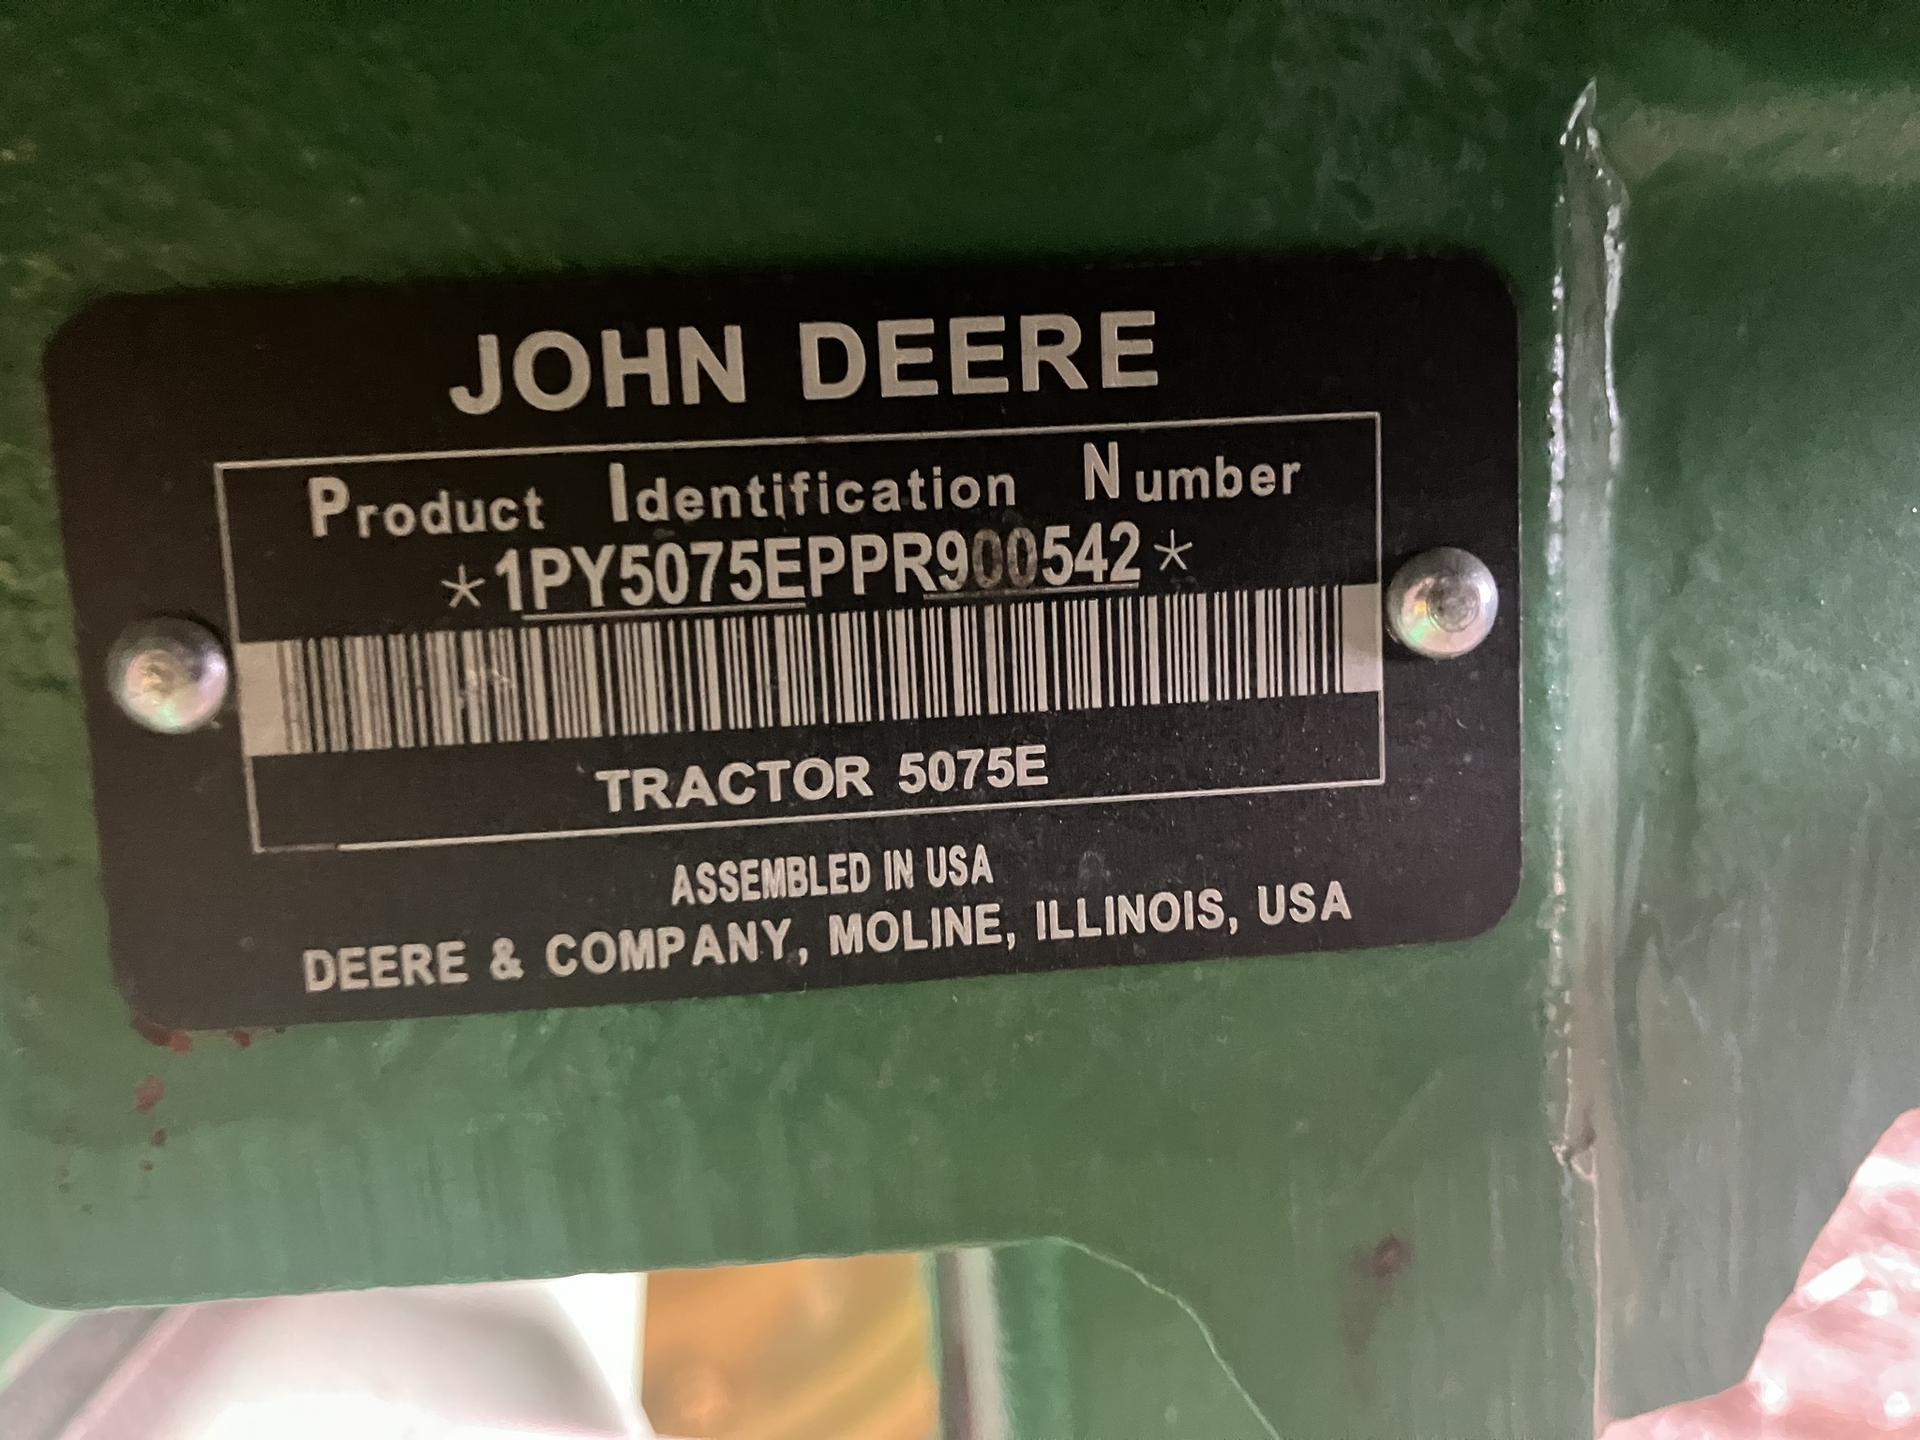 JOHN DEERE
Product Identification Number
*1PY5075EPPR900542*
TRACTOR 5075E
ASSEMBLED IN USA
DEERE & COMPANY, MOLINE, ILLINOIS, USA